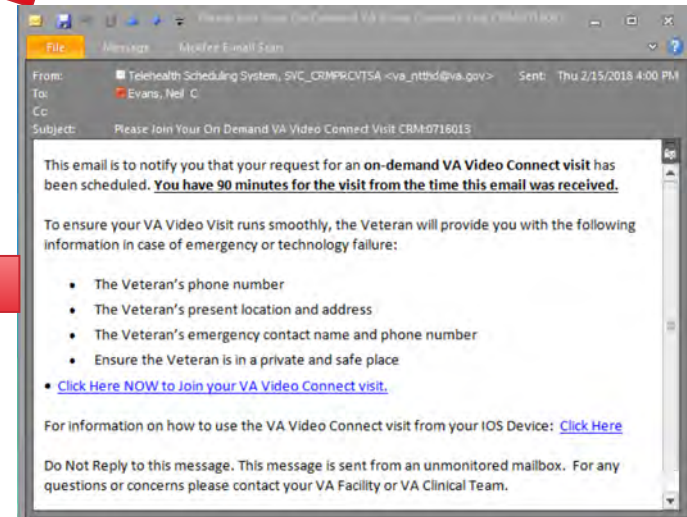 File Message McAfee E-mail Scan
From: Telehealth Scheduling System, SVC_CRMPRCVTSA <va_ntthd@va.gov> Sent: Thu 2/15/2018 4:00 PM
To: Evans, Neil C
Cc
Subject: Please Join Your On Demand VA Video Connect Visit CRM:0716013
This email is to notify you that your request for an on-demand VA Video Connect visit has
been scheduled. You have 90 minutes for the visit from the time this email was received.
To ensure your VA Video Visit runs smoothly, the Veteran will provide you with the following
information in case of emergency or technology failure:
• The Veteran's phone number
• The Veteran's present location and address
• The Veteran's emergency contact name and phone number
• Ensure the Veteran is in a private and safe place
• Click Here NOW to Join your VA Video Connect visit.
For information on how to use the VA Video Connect visit from your IOS Device: Click Here
Do Not Reply to this message. This message is sent from an unmonitored mailbox. For any
questions or concerns please contact your VA Facility or VA Clinical Team.